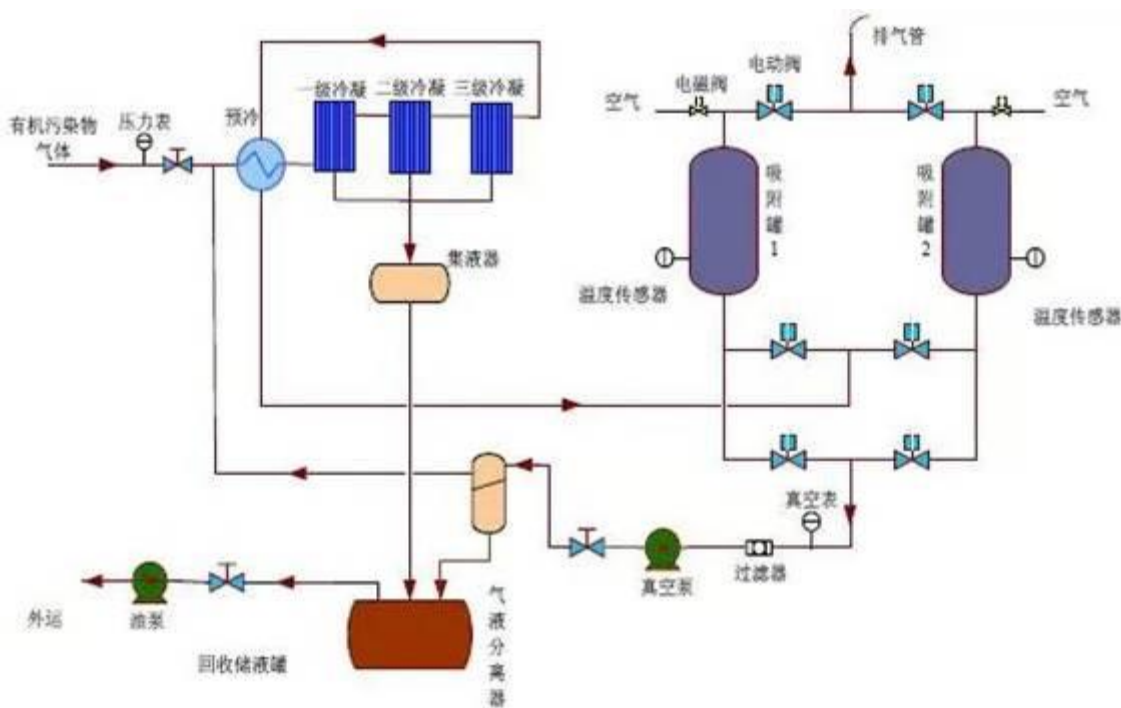 排气管
电动阀
电磁阀
空气
空气
一级冷凝
二级冷凝
三级冷凝
有机污染物
气体
压力表
预冷
吸附罐1
吸附罐2
集液器
温度传感器
温度传感器
真空表
真空泵
过滤器
气液分离器
外运
油泵
回收储液罐